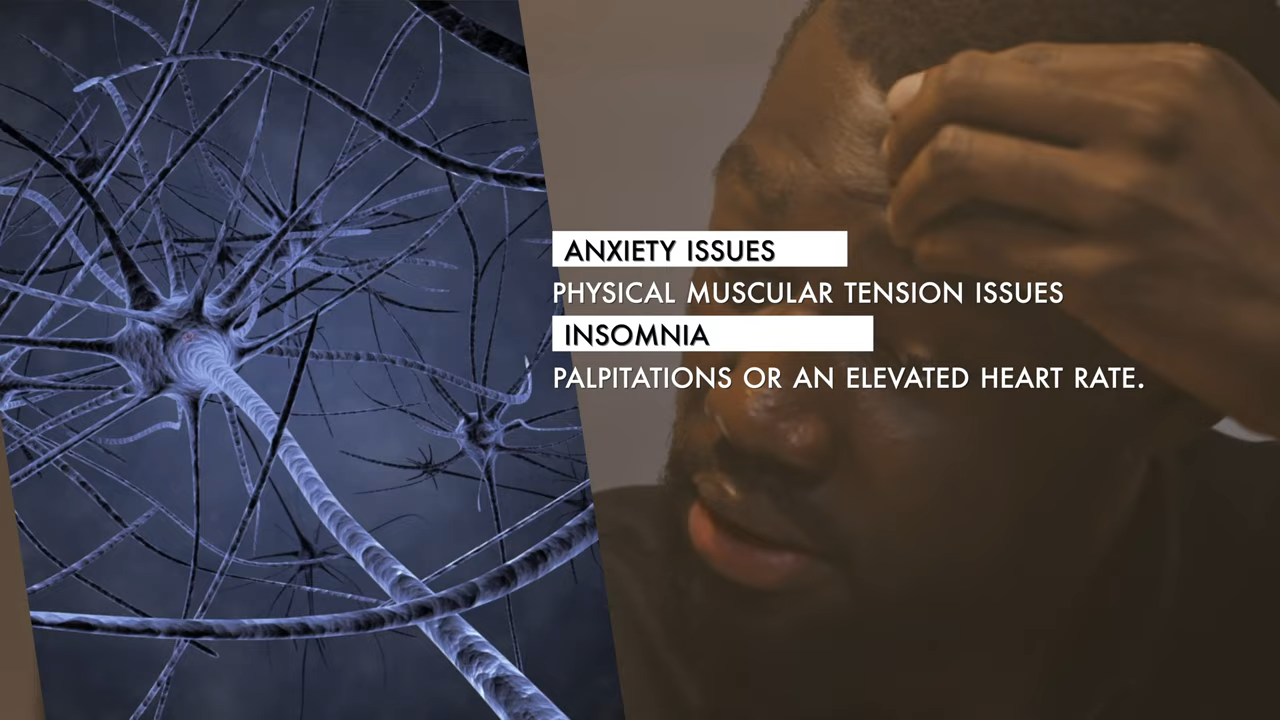 ANXIETY ISSUES
PHYSICAL MUSCULAR TENSION ISSUES
INSOMNIA
PALPITATIONS OR AN ELEVATED HEART RATE.